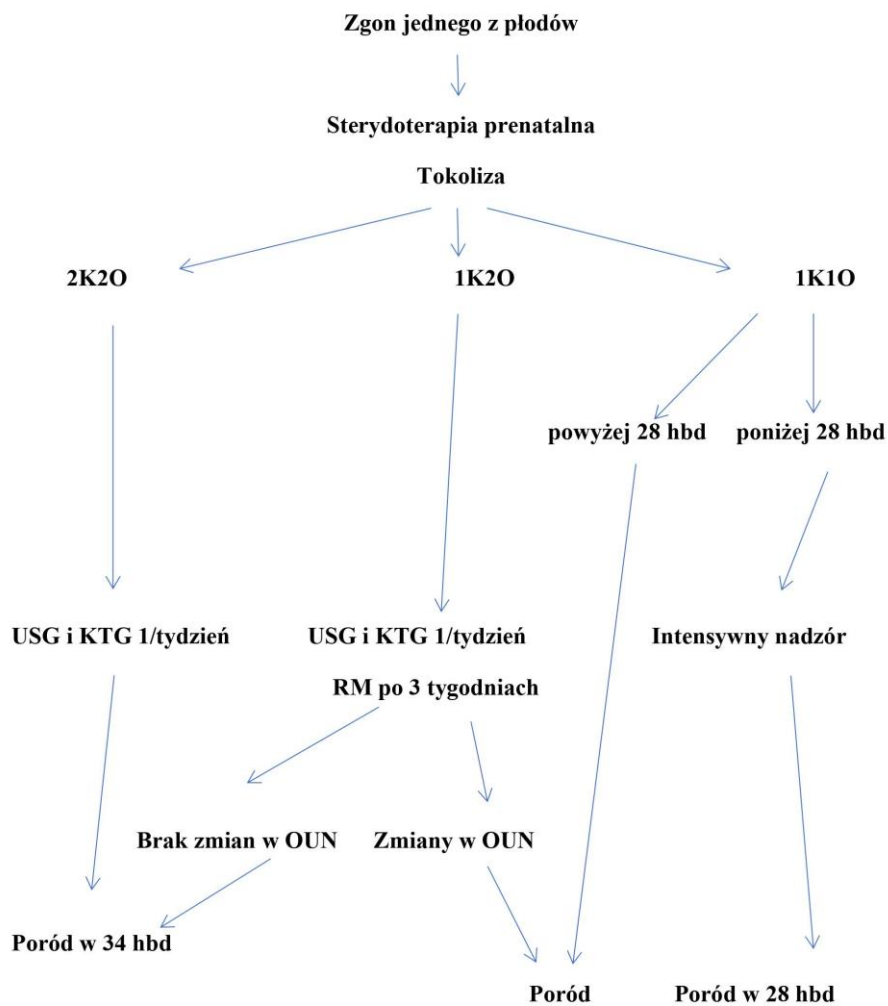 Zgon jednego z płodów
Sterydoterapia prenatalna
Tokoliza
2K2O
1K2O
1K1O
powyżej 28 hbd
poniżej 28 hbd
USG i KTG 1/tydzień
USG i KTG 1/tydzień
Intensywny nadzór
RM po 3 tygodniach
Brak zmian w OUN
Zmiany w OUN
Poród w 34 hbd
Poród
Poród w 28 hbd